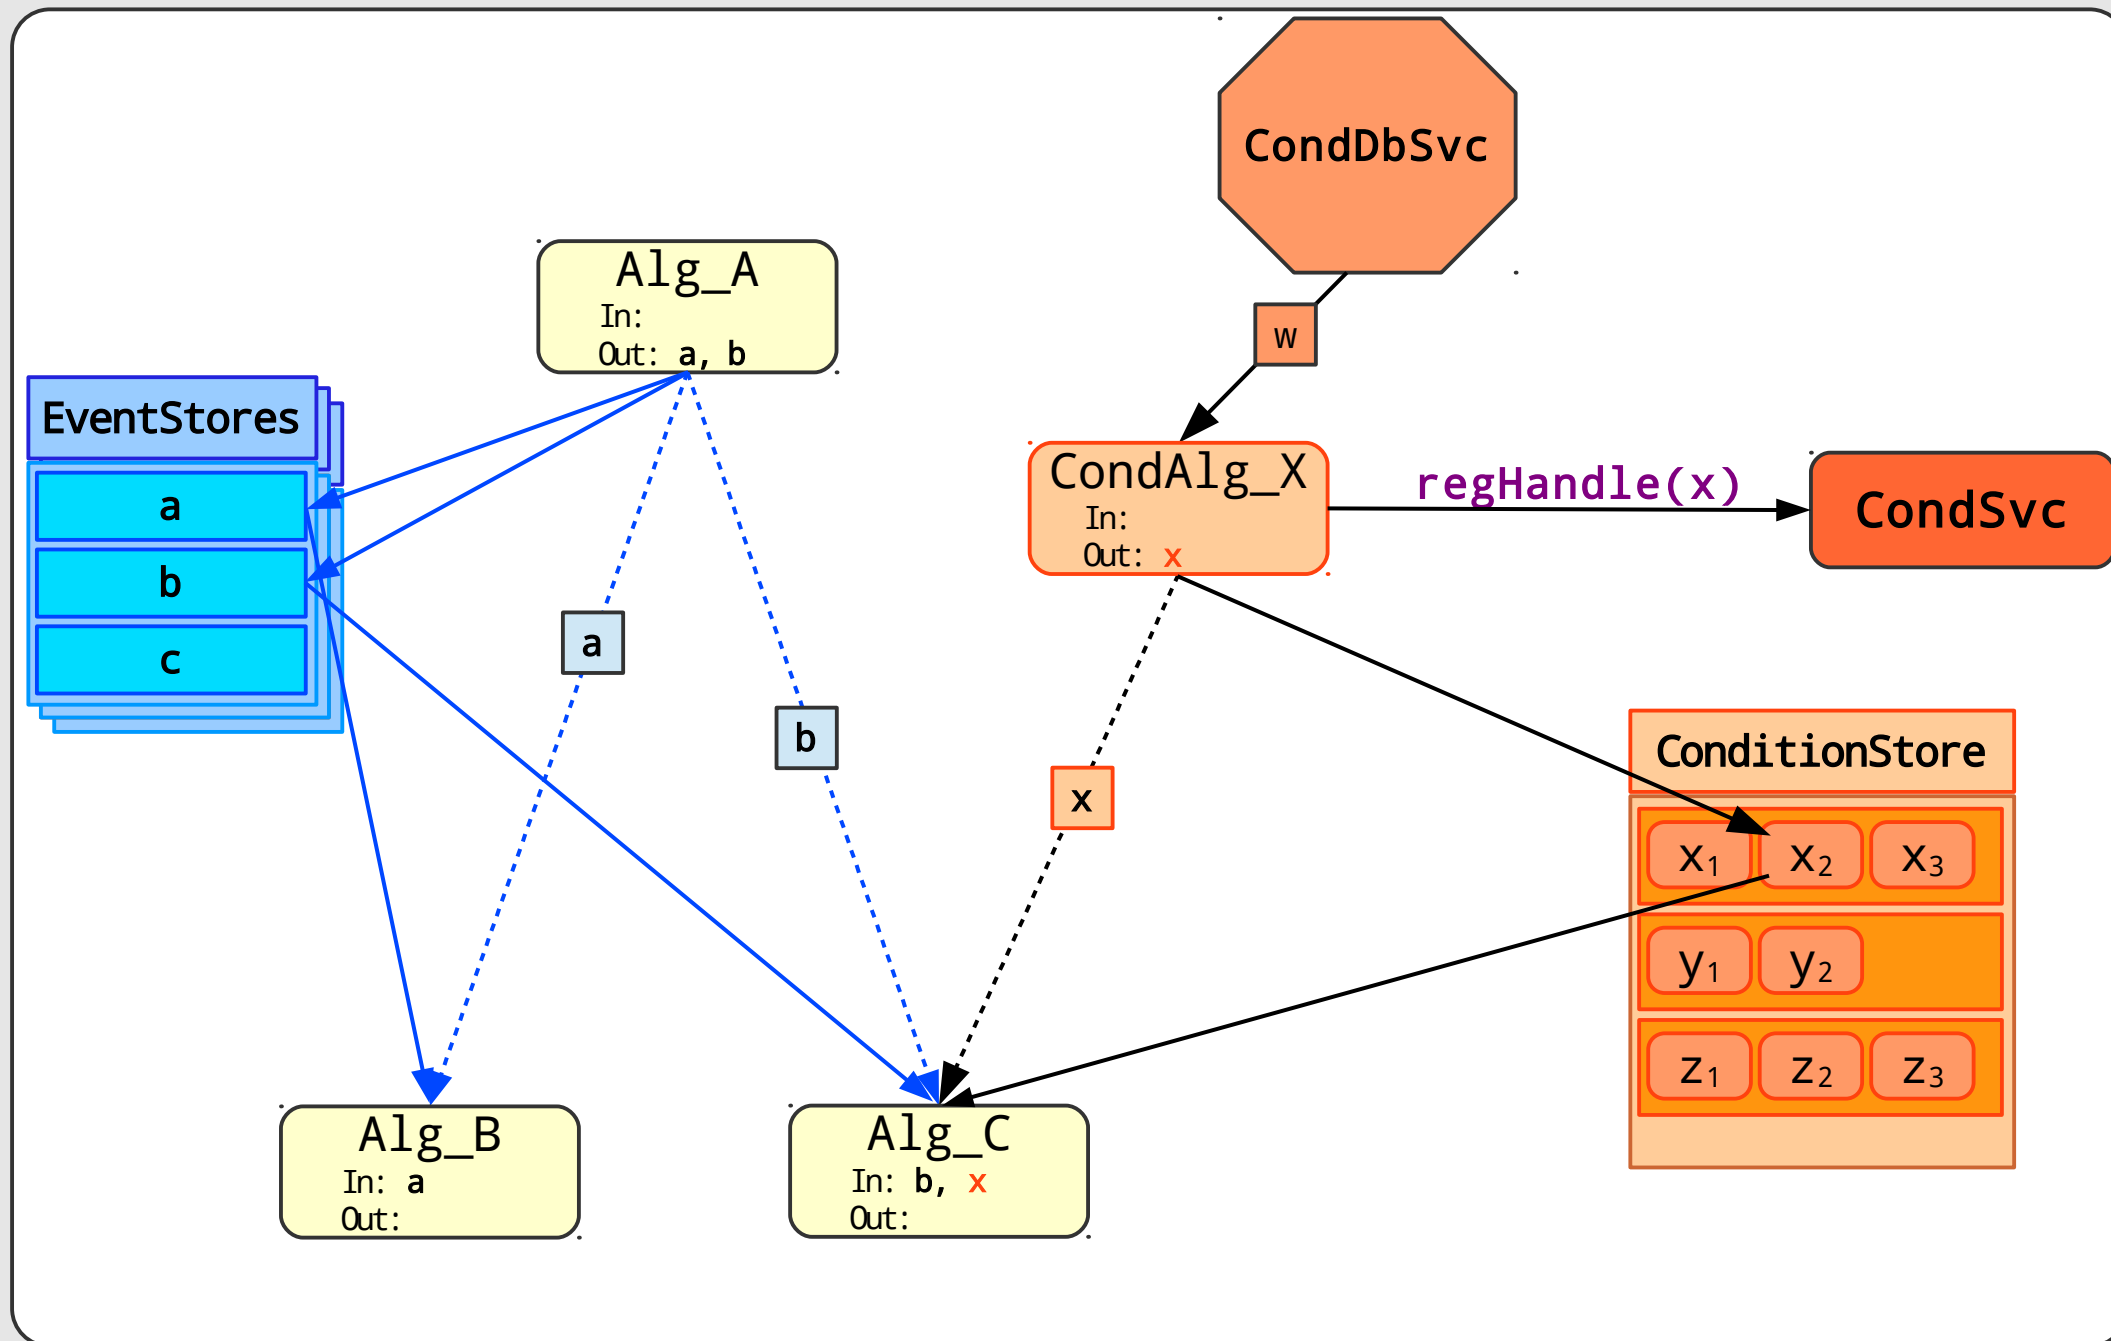 CondDbSvc
w
Alg_A
In:
Out: a, b
EventStores
a
b
c
CondAlg_X
In:
Out: x
regHandle(x)
CondSvc
a
b
x
ConditionStore
x1 x2 x3
y1 y2
z1 z2 z3
Alg_B
In: a
Out:
Alg_C
In: b, x
Out: